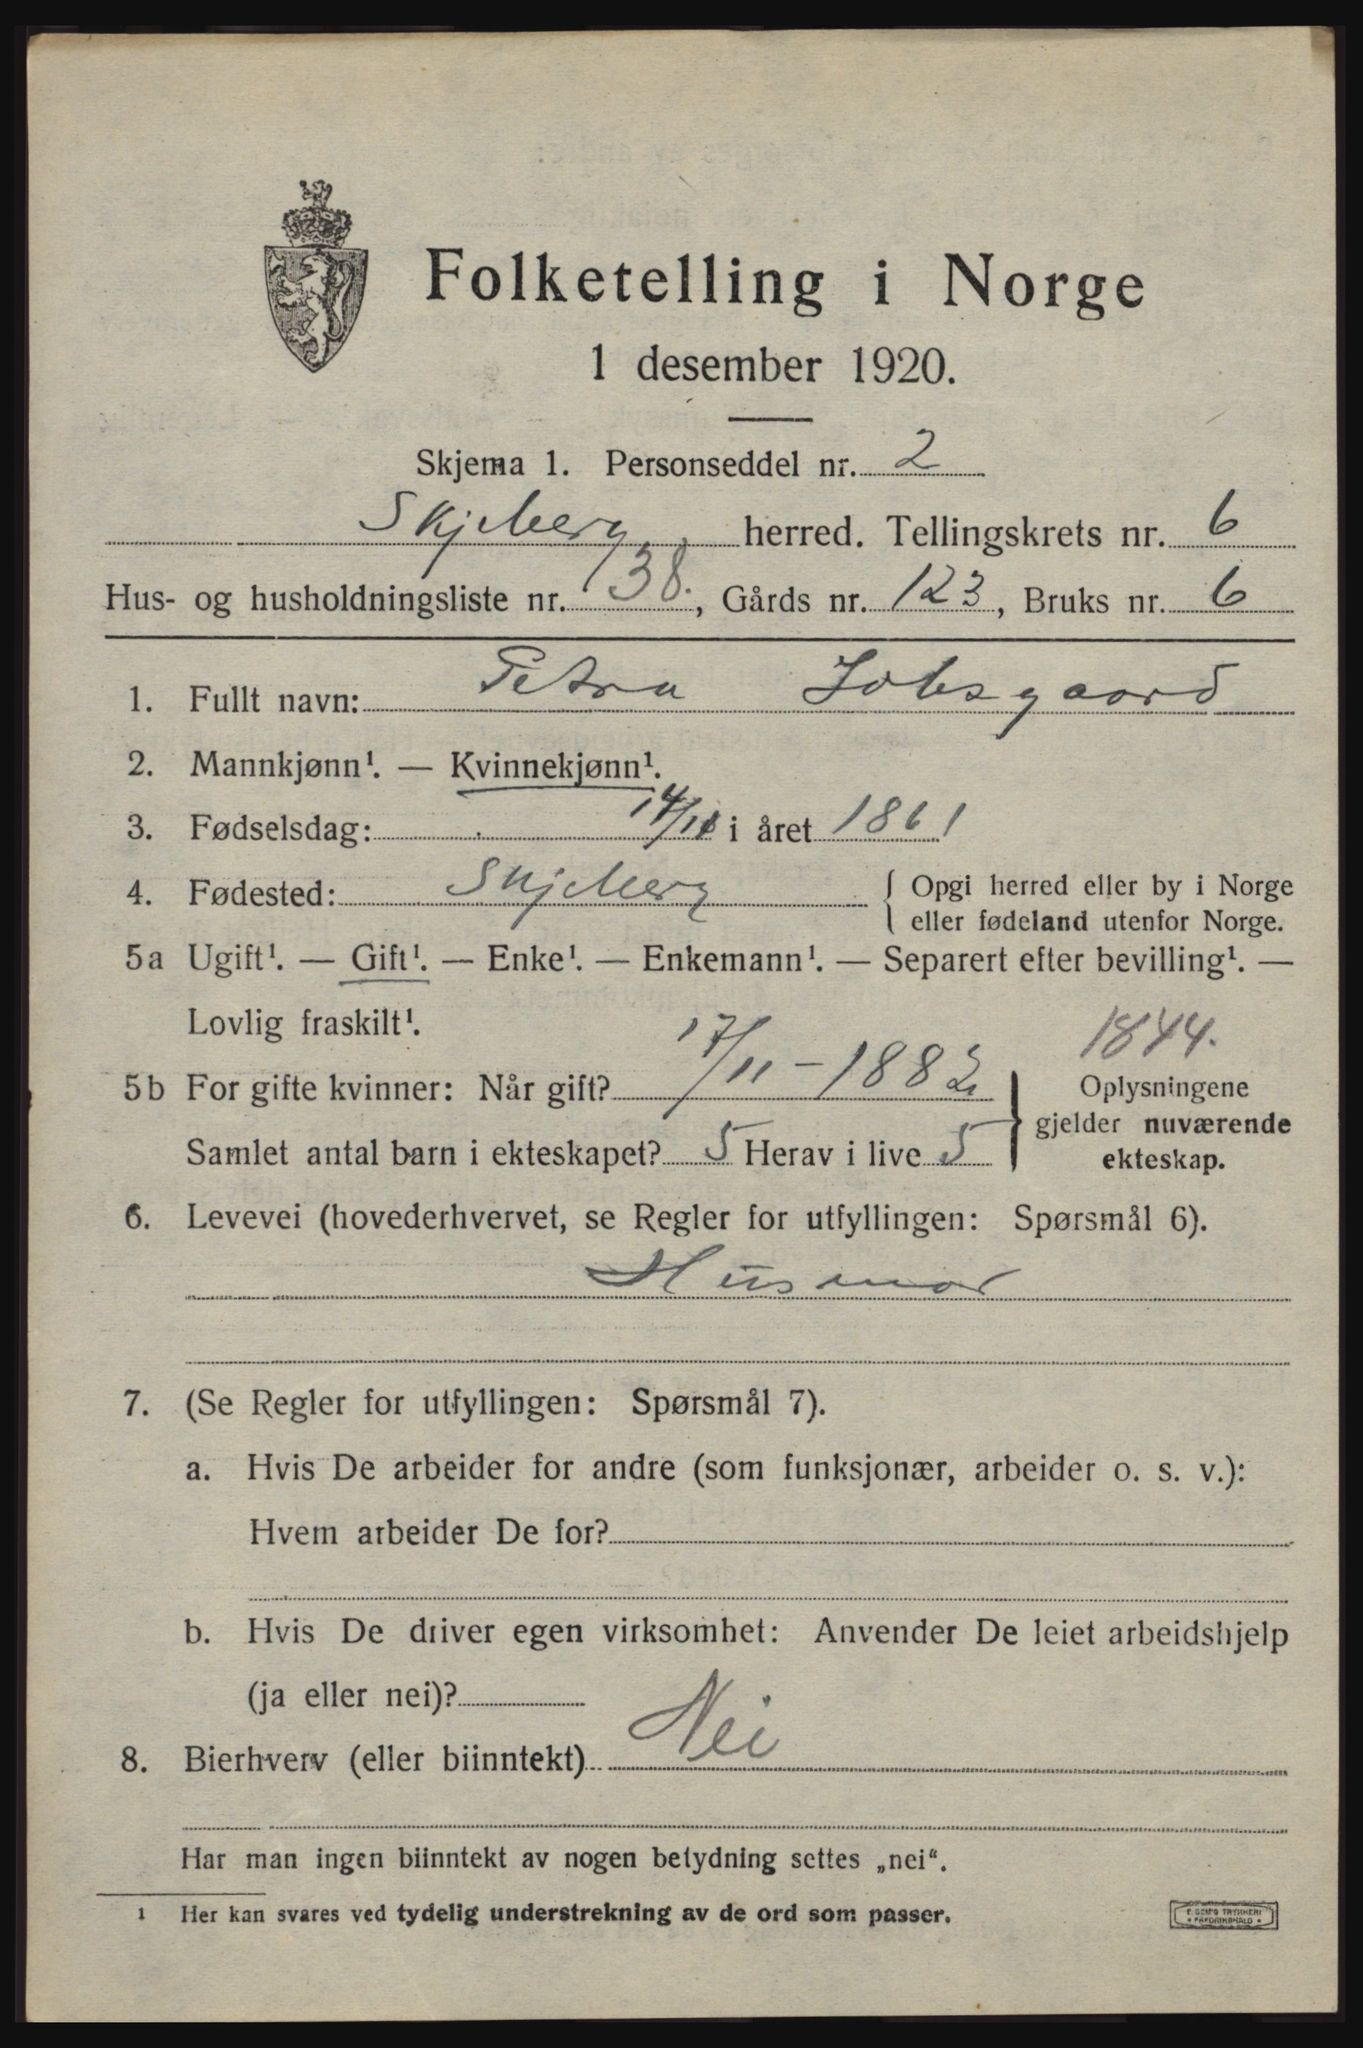 Folketelling i Norge
1 desember 1920.
Skjema 1. Personseddel nr. 2
Skjeberg herred. Tellingskrets nr. 6
Hus- og husholdningsliste nr. 38., Gårds nr. 123, Bruks nr. 6
1. Fullt navn: Petra
2. Mannkjønn¹. — Kvinnekjønn¹.
3. Fødselsdag: 14/11 i året 1861
4. Fødested: Skjeberg { Opgi herred eller by i Norge
eller fødeland utenfor Norge.
5a Ugift¹. — Gift¹. — Enke¹. — Enkemann¹. — Separert efter bevilling¹. —
Lovlig fraskilt¹.
1844.
5b For gifte kvinner: Når gift? 17/11 - 1882 } Oplysningene
gjelder nuværende
Samlet antal barn i ekteskapet? 5 Herav i live 5 ekteskap.
6. Levevei (hovederhvervet, se Regler for utfyllingen: Spørsmål 6).
Husmor
7. (Se Regler for utfyllingen: Spørsmål 7).
a. Hvis De arbeider for andre (som funksjonær, arbeider o. s. v.):
Hvem arbeider De for?
b. Hvis De driver egen virksomhet: Anvender De leiet arbeidshjelp
(ja eller nei)?
8. Bierhverv (eller biinntekt) Nei
Har man ingen biinntekt av nogen betydning settes „nei“.
¹ Her kan svares ved tydelig understrekning av de ord som passer.